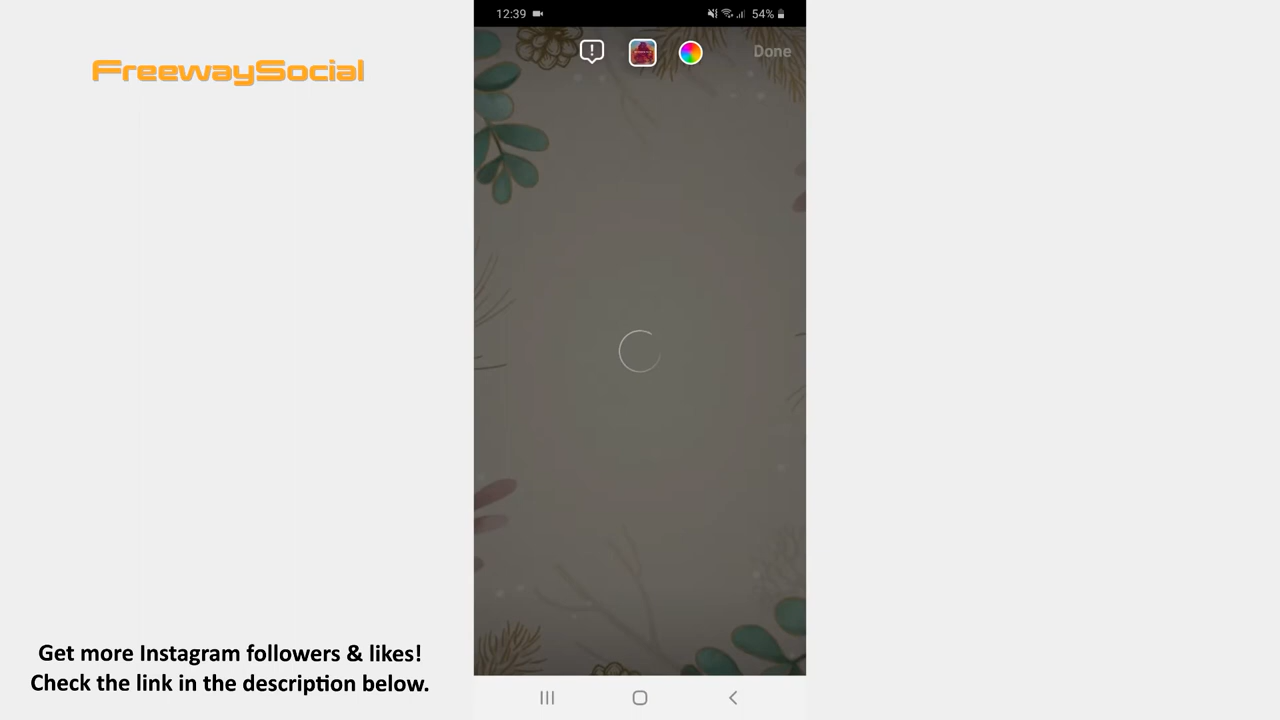 12:39
54%
Done
FreewaySocial
Get more Instagram followers & likes!
Check the link in the description below.